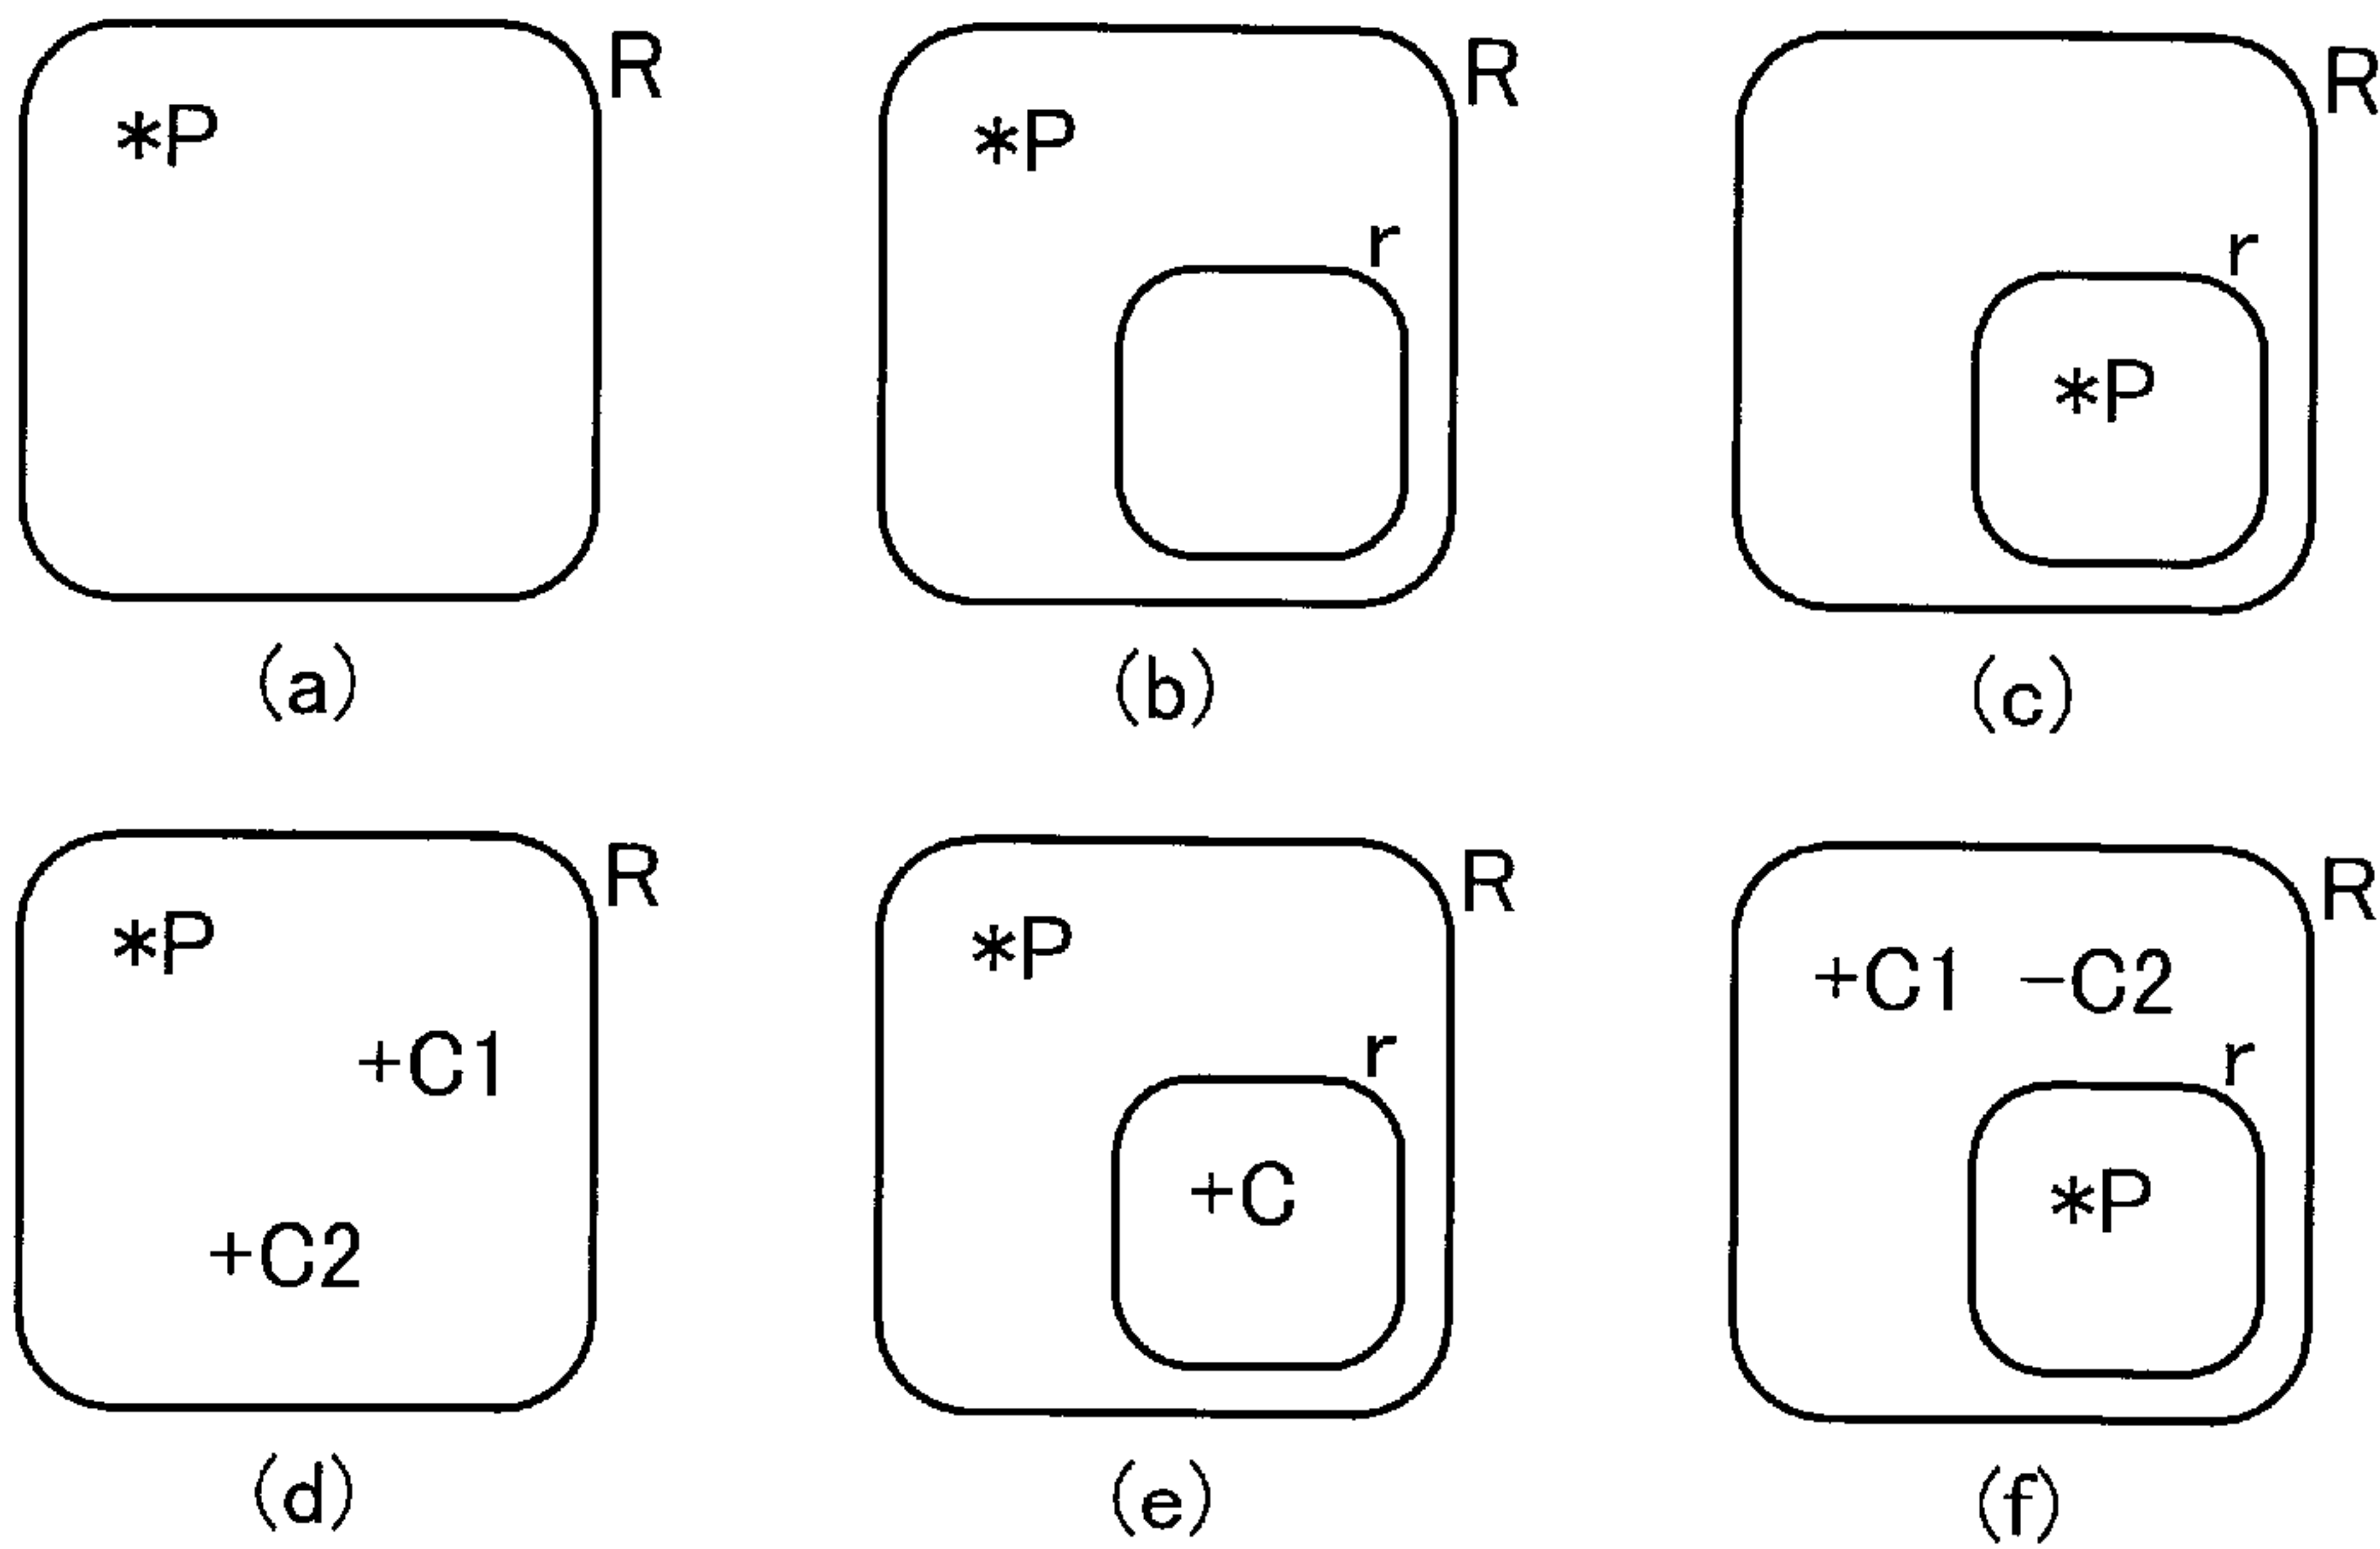 R R R
*P *P
r r
*P
(a) (b) (c)
R R R
*P *P +C1 -C2
+C1 r r
+C *P
+C2
(d) (e) (f)